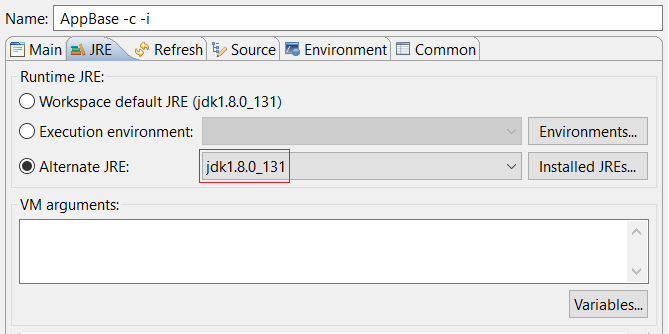 Name: AppBase -c -i
Main JRE Refresh Source Environment Common
Runtime JRE:
Workspace default JRE (jdk1.8.0_131)
Execution environment: Environments...
Alternate JRE: jdk1.8.0_131 Installed JREs...
VM arguments:
Variables...